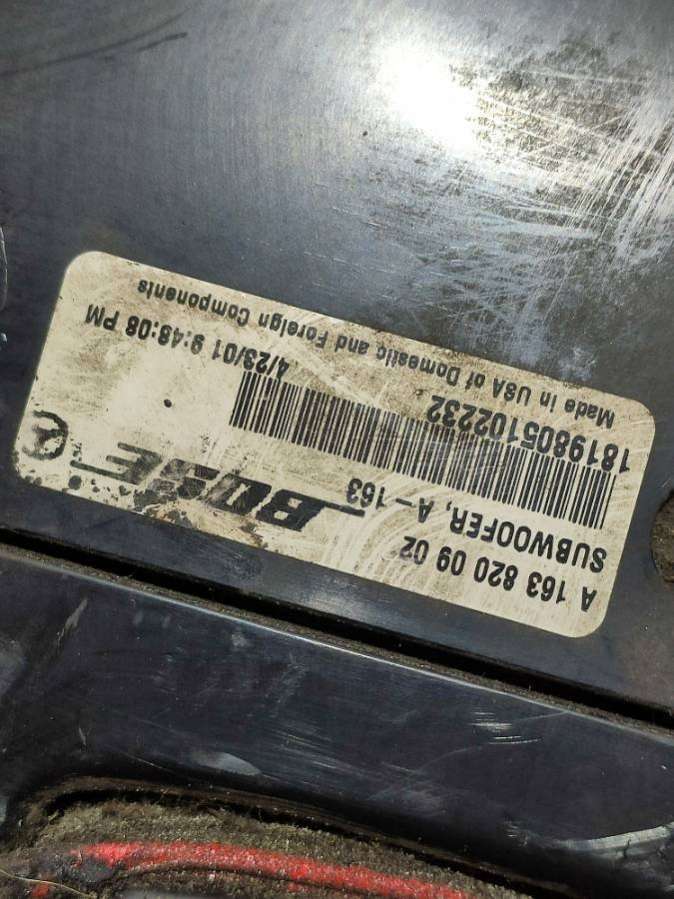 A 163 820 09 02
SUBWOOFER, A-163
BOSE
1819805102232
4/23/01 9:48:08 PM
Made in USA of Domestic and Foreign Components